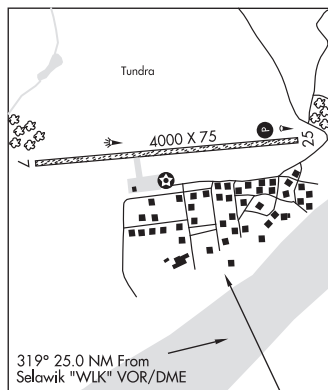 Tundra
4000 X 75
P
25
7
319° 25.0 NM From
Selawik "WLK" VOR/DME